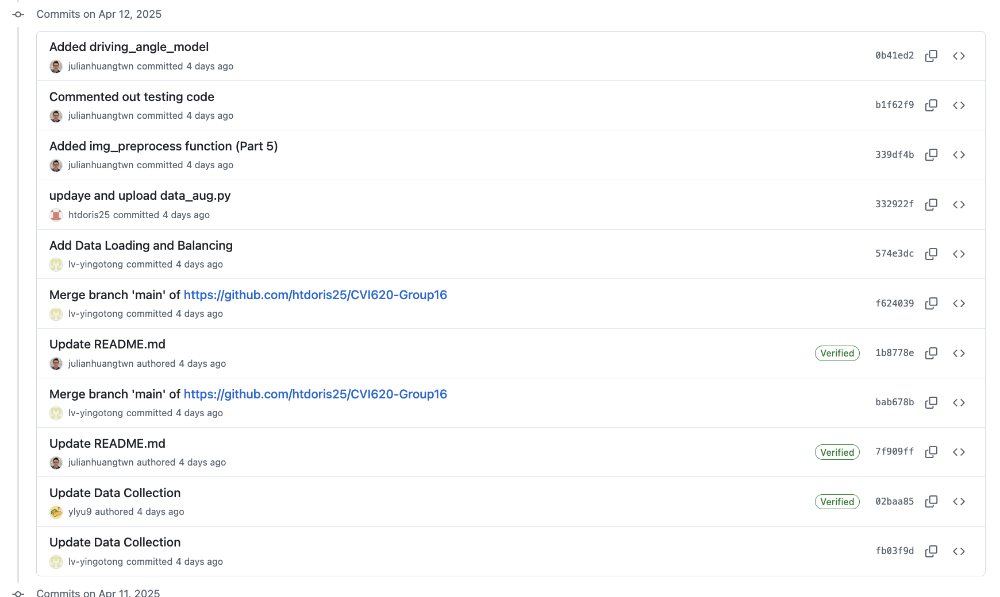 Commits on Apr 12, 2025
Added driving_angle_model
julianhuangtwn committed 4 days ago
0b41ed2
Commented out testing code
julianhuangtwn committed 4 days ago
b1f62f9
Added img_preprocess function (Part 5)
julianhuangtwn committed 4 days ago
339df4b
updaye and upload data_aug.py
htdoris25 committed 4 days ago
332922f
Add Data Loading and Balancing
lv-yingotong committed 4 days ago
574e3dc
Merge branch 'main' of https://github.com/htdoris25/CVI620-Group16
lv-yingotong committed 4 days ago
f624039
Update README.md
julianhuangtwn authored 4 days ago
Verified 1b8778e
Merge branch 'main' of https://github.com/htdoris25/CVI620-Group16
lv-yingotong committed 4 days ago
bab678b
Update README.md
julianhuangtwn authored 4 days ago
Verified 7f909ff
Update Data Collection
ylyu9 authored 4 days ago
Verified 02baa85
Update Data Collection
lv-yingotong committed 4 days ago
fb03f9d
Commits on Apr 11, 2025